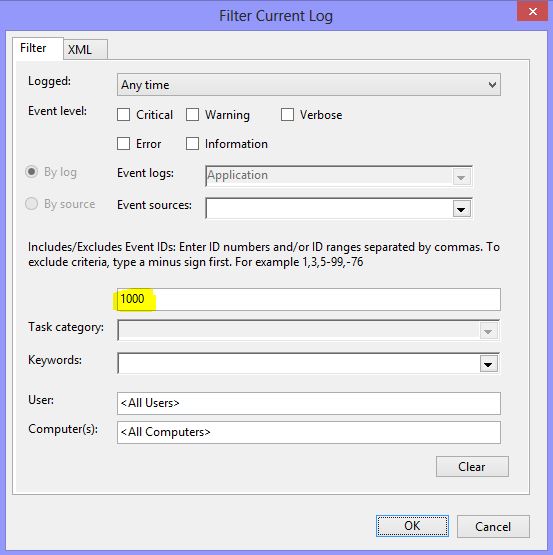 Filter Current Log
Filter XML
Logged: Any time
Event level: Critical Warning Verbose
Error Information
By log Event logs: Application
By source Event sources:
Includes/Excludes Event IDs: Enter ID numbers and/or ID ranges separated by commas. To
exclude criteria, type a minus sign first. For example 1,3,5-99,-76
1000
Task category:
Keywords:
User: <All Users>
Computer(s): <All Computers>
Clear
OK Cancel